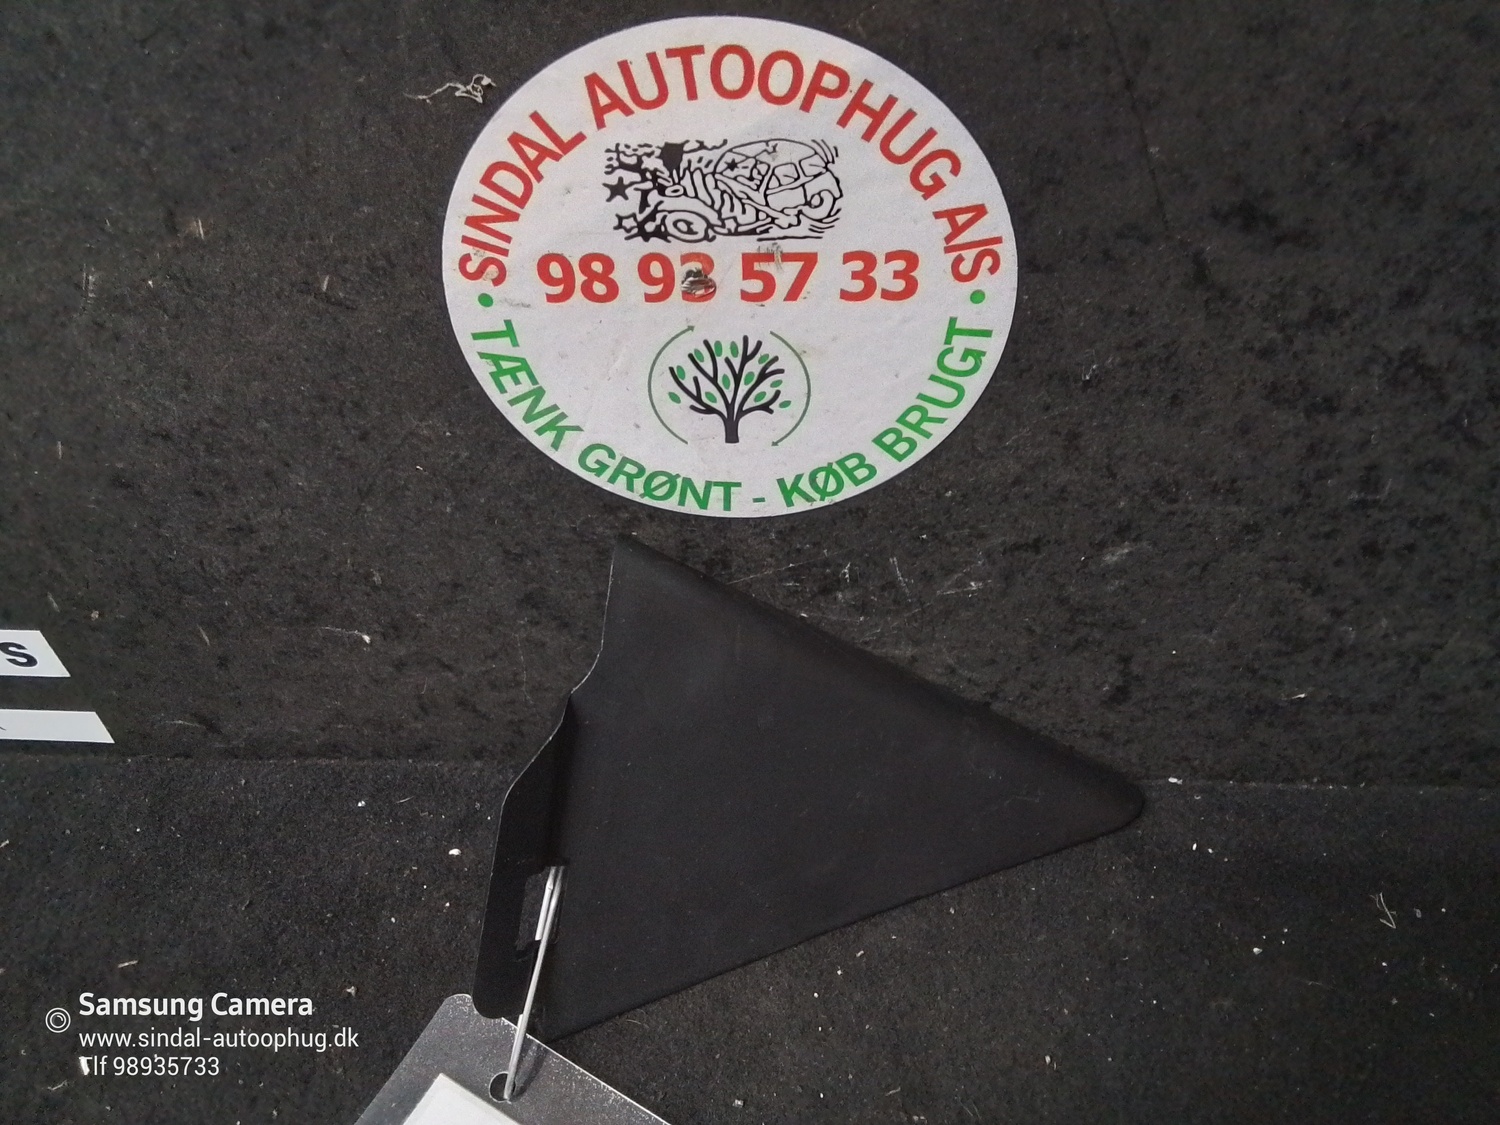 SINDAL AUTOOPHUG A/S
98 93 57 33
• TÆNK GRØNT - KØB BRUGT •
S
Samsung Camera
www.sindal-autoophug.dk
Tlf 98935733